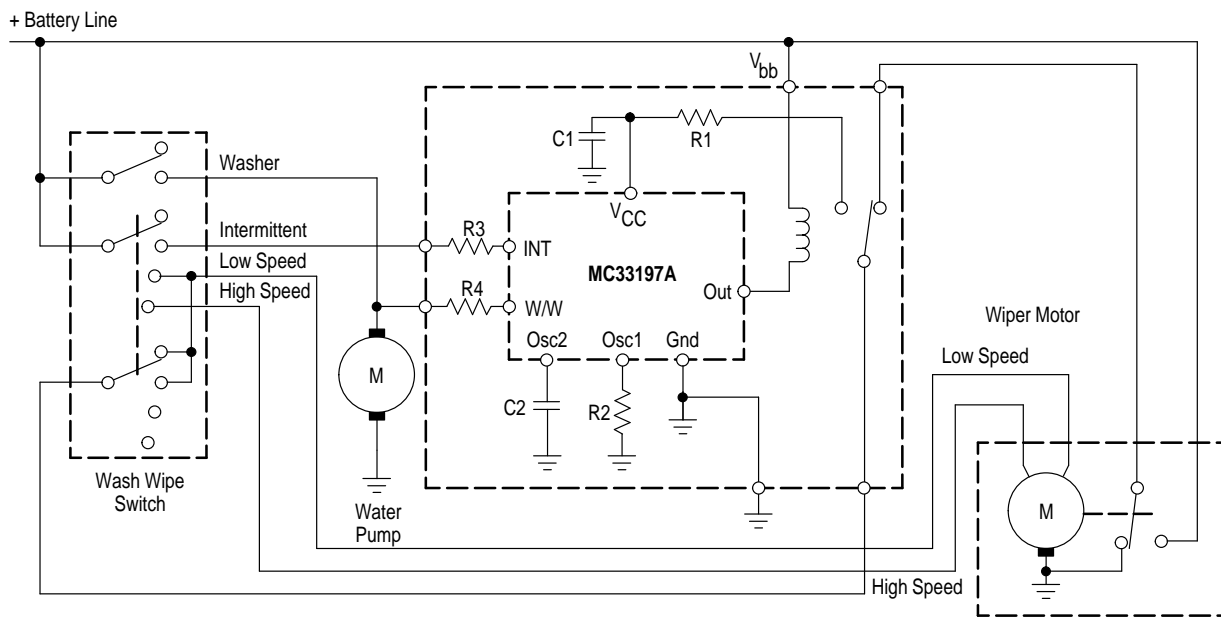 + Battery Line
Vbb
C1
R1
Washer
VCC
Intermittent
R3
INT
Low Speed
MC33197A
High Speed
R4
W/W
Out
Osc2
Osc1
Gnd
Wiper Motor
Low Speed
M
C2
R2
Wash Wipe
Switch
Water
Pump
M
High Speed